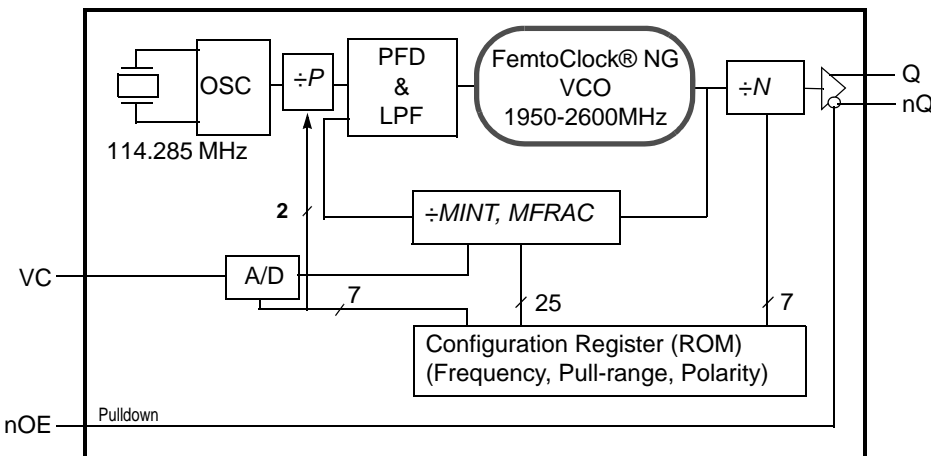 OSC
÷P
PFD
&
LPF
FemtoClock® NG
VCO
1950-2600MHz
÷N
Q
nQ
114.285 MHz
2
÷MINT, MFRAC
VC
A/D
7
25
7
Configuration Register (ROM)
(Frequency, Pull-range, Polarity)
nOE
Pulldown